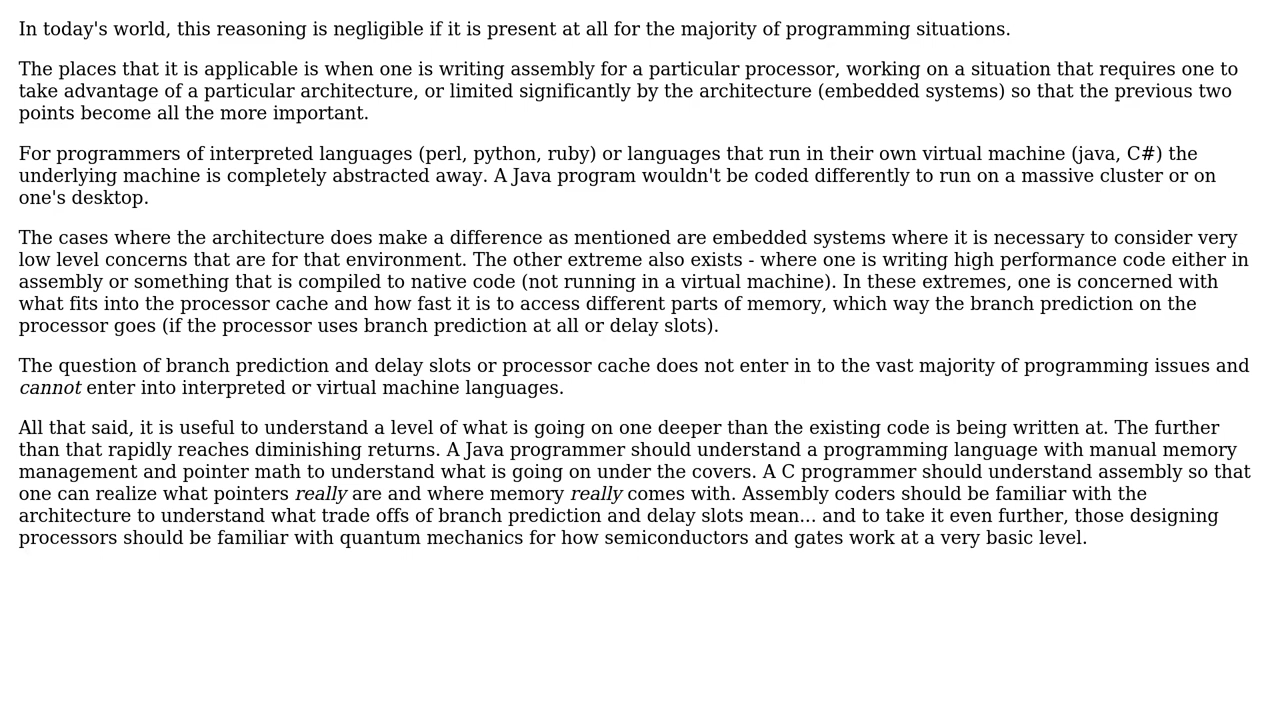 In today's world, this reasoning is negligible if it is present at all for the majority of programming situations.
The places that it is applicable is when one is writing assembly for a particular processor, working on a situation that requires one to
take advantage of a particular architecture, or limited significantly by the architecture (embedded systems) so that the previous two
points become all the more important.
For programmers of interpreted languages (perl, python, ruby) or languages that run in their own virtual machine (java, C#) the
underlying machine is completely abstracted away. A Java program wouldn't be coded differently to run on a massive cluster or on
one's desktop.
The cases where the architecture does make a difference as mentioned are embedded systems where it is necessary to consider very
low level concerns that are for that environment. The other extreme also exists - where one is writing high performance code either in
assembly or something that is compiled to native code (not running in a virtual machine). In these extremes, one is concerned with
what fits into the processor cache and how fast it is to access different parts of memory, which way the branch prediction on the
processor goes (if the processor uses branch prediction at all or delay slots).
The question of branch prediction and delay slots or processor cache does not enter in to the vast majority of programming issues and
cannot enter into interpreted or virtual machine languages.
All that said, it is useful to understand a level of what is going on one deeper than the existing code is being written at. The further
than that rapidly reaches diminishing returns. A Java programmer should understand a programming language with manual memory
management and pointer math to understand what is going on under the covers. A C programmer should understand assembly so that
one can realize what pointers really are and where memory really comes with. Assembly coders should be familiar with the
architecture to understand what trade offs of branch prediction and delay slots mean... and to take it even further, those designing
processors should be familiar with quantum mechanics for how semiconductors and gates work at a very basic level.